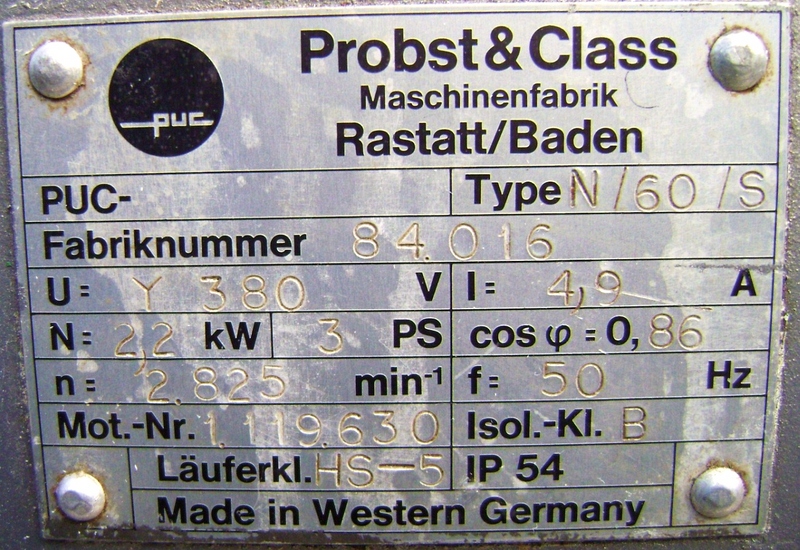 puc
Probst & Class
Maschinenfabrik
Rastatt/Baden
PUC- Type N/60/S
Fabriknummer 84.016
U = Y 380 V I = 4,9 A
N = 2,2 kW 3 PS cos φ = 0,86
n = 2.825 min-¹ f = 50 Hz
Mot.-Nr. 1.119.630 Isol.-Kl. B
Läuferkl. HS-5 IP 54
Made in Western Germany